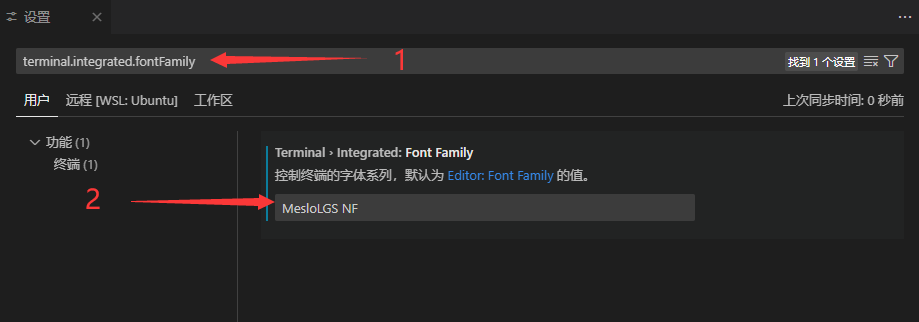 设置
terminal.integrated.fontFamily
1
找到 1 个设置
用户 远程 [WSL: Ubuntu] 工作区
上次同步时间: 0 秒前
功能 (1)
终端 (1)
Terminal › Integrated: Font Family
控制终端的字体系列，默认为 Editor: Font Family 的值。
2
MesloLGS NF